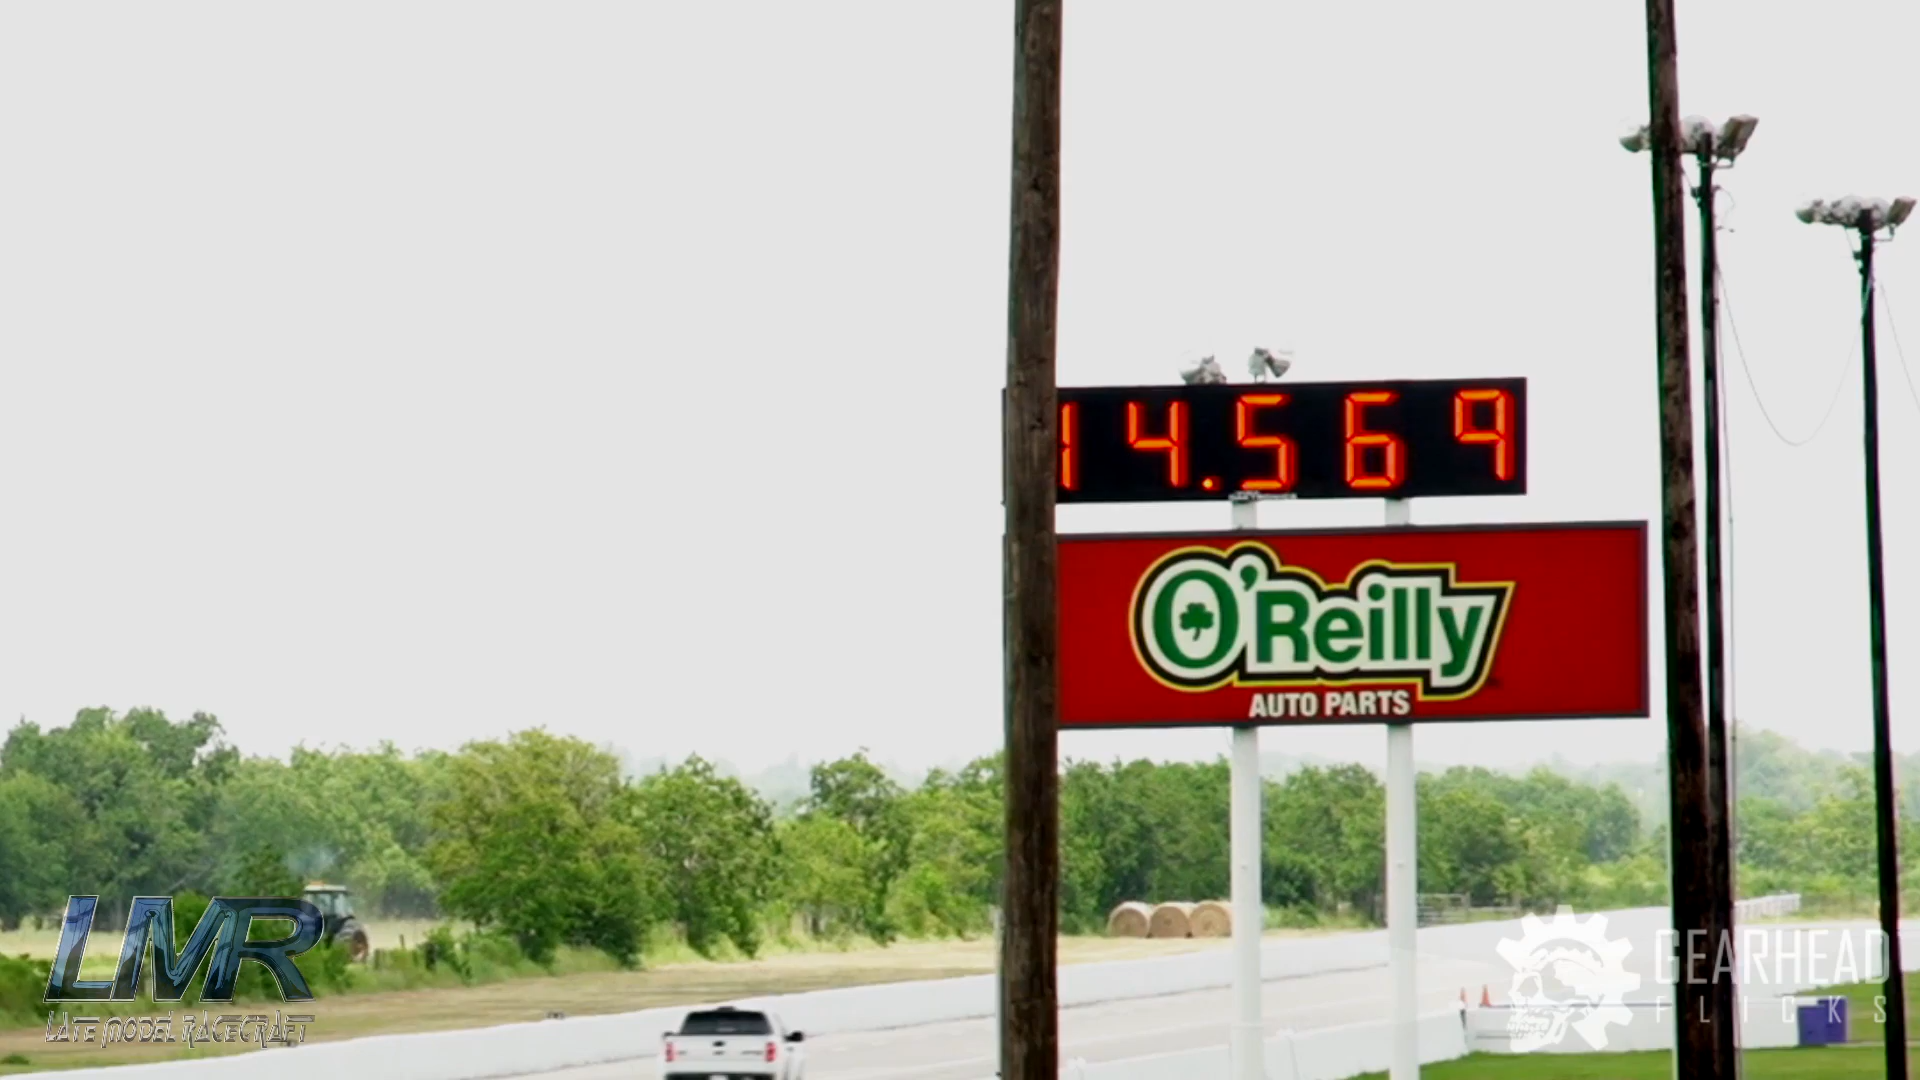 14.569
O'Reilly
AUTO PARTS
LMR
LATE MODEL RACECRAFT
GEARHEAD
FLICKS